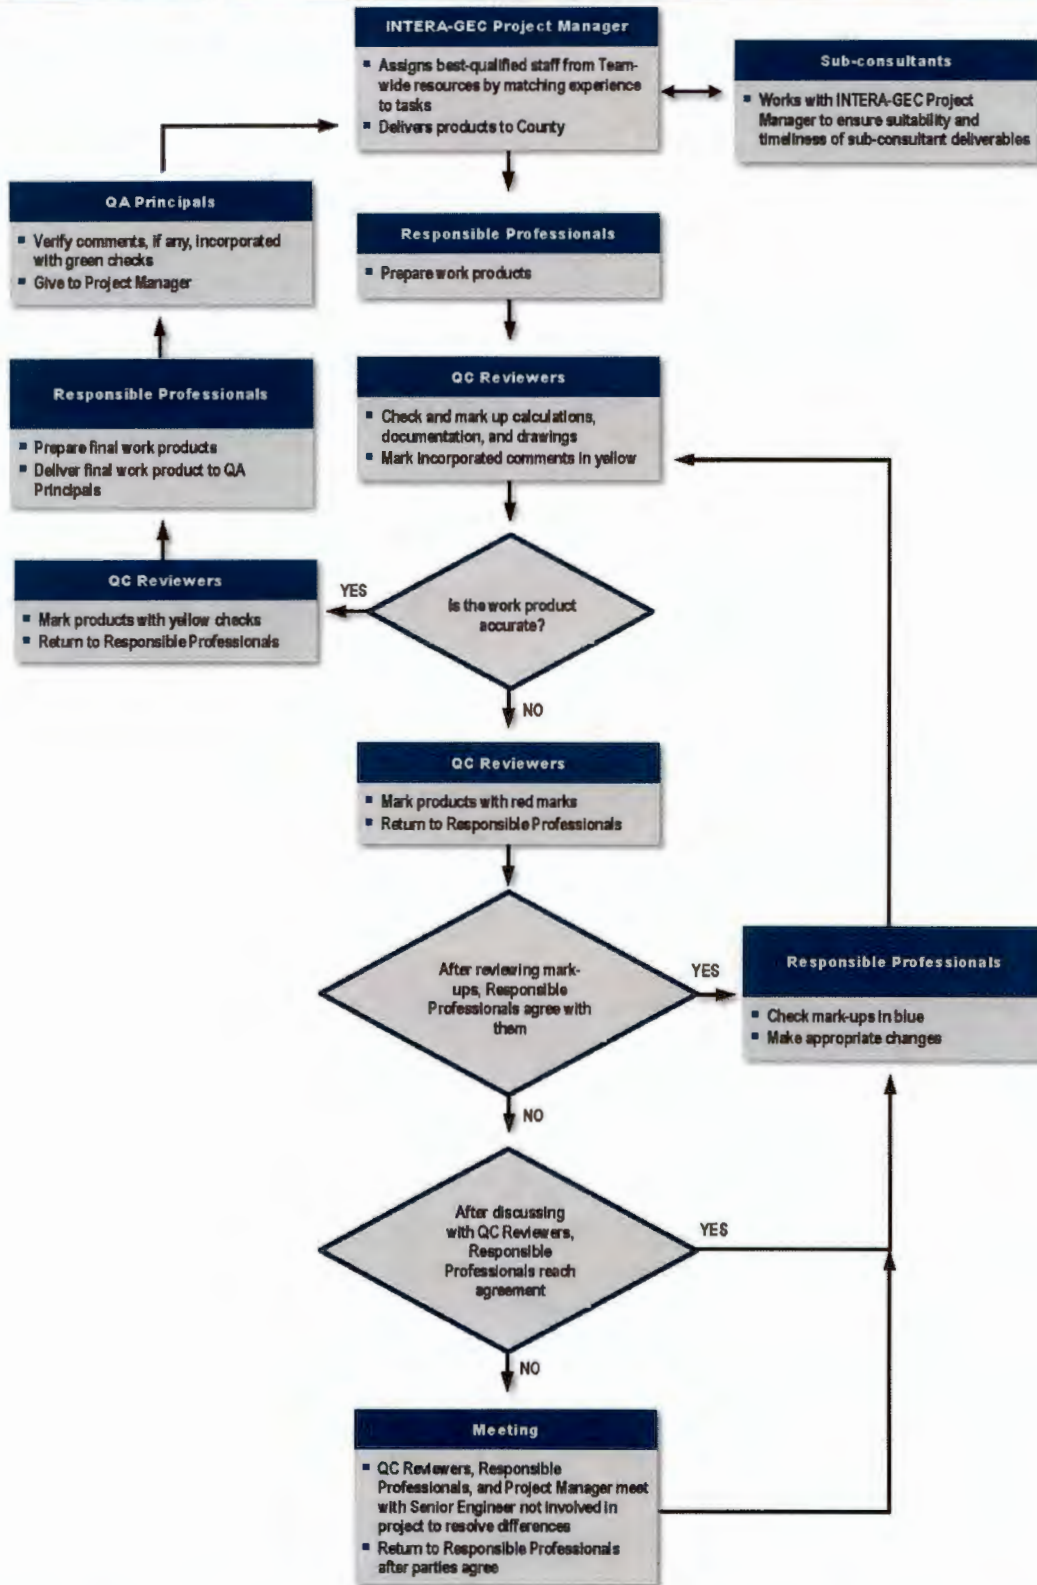 INTERA-GEC Project Manager
▪ Assigns best-qualified staff from Team-
wide resources by matching experience
to tasks
▪ Delivers products to County
Sub-consultants
▪ Works with INTERA-GEC Project
Manager to ensure suitability and
timeliness of sub-consultant deliverables
QA Principals
▪ Verify comments, if any, incorporated
with green checks
▪ Give to Project Manager
Responsible Professionals
▪ Prepare work products
Responsible Professionals
▪ Prepare final work products
▪ Deliver final work product to QA
Principals
QC Reviewers
▪ Check and mark up calculations,
documentation, and drawings
▪ Mark incorporated comments in yellow
QC Reviewers
▪ Mark products with yellow checks
▪ Return to Responsible Professionals
YES
Is the work product
accurate?
NO
QC Reviewers
▪ Mark products with red marks
▪ Return to Responsible Professionals
After reviewing mark-
ups, Responsible
Professionals agree with
them
YES
Responsible Professionals
▪ Check mark-ups in blue
▪ Make appropriate changes
NO
After discussing
with QC Reviewers,
Responsible
Professionals reach
agreement
YES
NO
Meeting
▪ QC Reviewers, Responsible
Professionals, and Project Manager meet
with Senior Engineer not involved in
project to resolve differences
▪ Return to Responsible Professionals
after parties agree